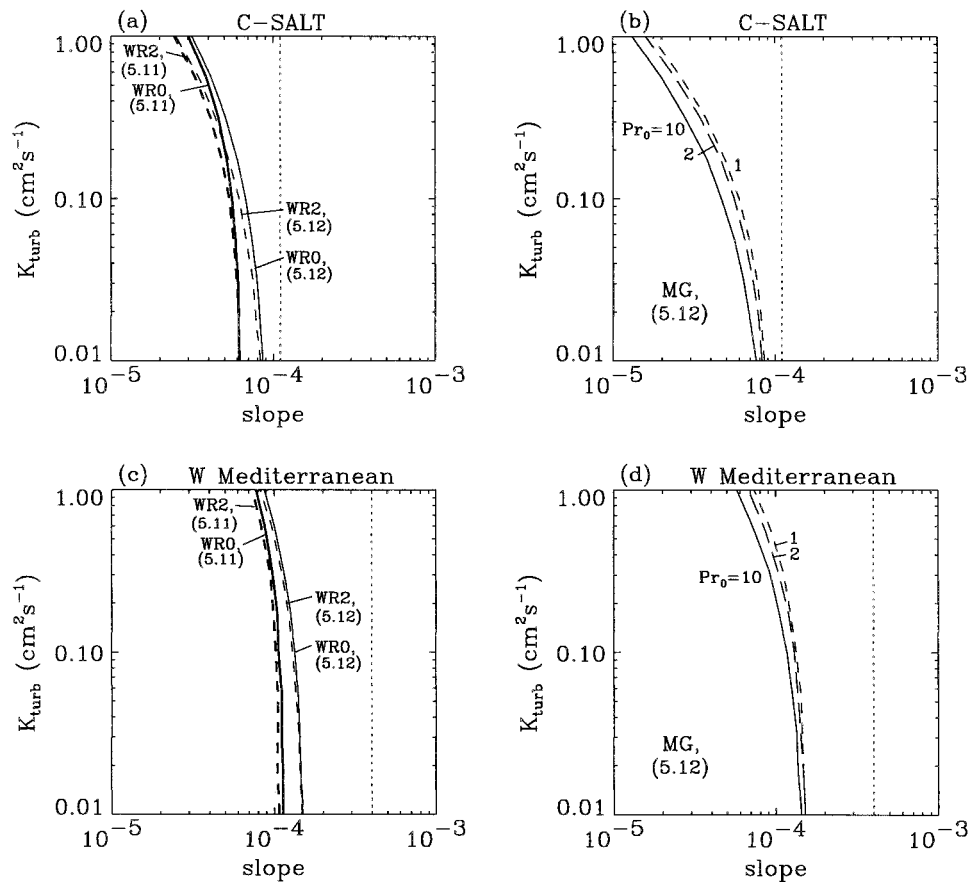 (a) C-SALT
1.00
0.10
0.01
K_turb (cm²s⁻¹)
WR2,
(5.11)
WR0,
(5.11)
WR2,
(5.12)
WR0,
(5.12)
10⁻⁵ 10⁻⁴ 10⁻³
slope
(b) C-SALT
1.00
0.10
0.01
K_turb (cm²s⁻¹)
Pr₀=10
2
1
MG,
(5.12)
10⁻⁵ 10⁻⁴ 10⁻³
slope
(c) W Mediterranean
1.00
0.10
0.01
K_turb (cm²s⁻¹)
WR2,
(5.11)
WR0,
(5.11)
WR2,
(5.12)
WR0,
(5.12)
10⁻⁵ 10⁻⁴ 10⁻³
slope
(d) W Mediterranean
1.00
0.10
0.01
K_turb (cm²s⁻¹)
1
2
Pr₀=10
MG,
(5.12)
10⁻⁵ 10⁻⁴ 10⁻³
slope